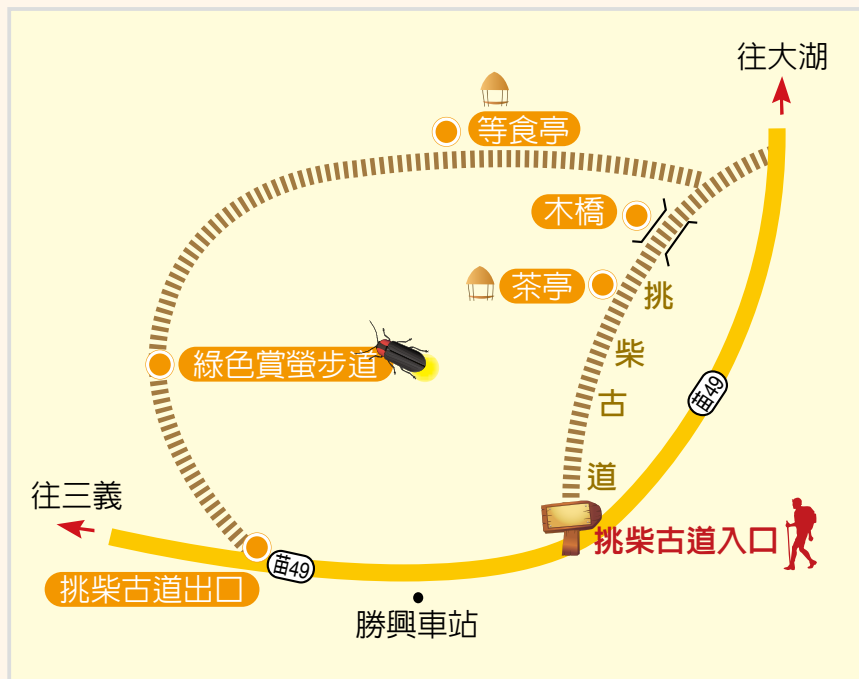 往大湖
等食亭
木橋
茶亭
挑柴古道
綠色賞螢步道
苗49
往三義
挑柴古道入口
苗49
挑柴古道出口
勝興車站